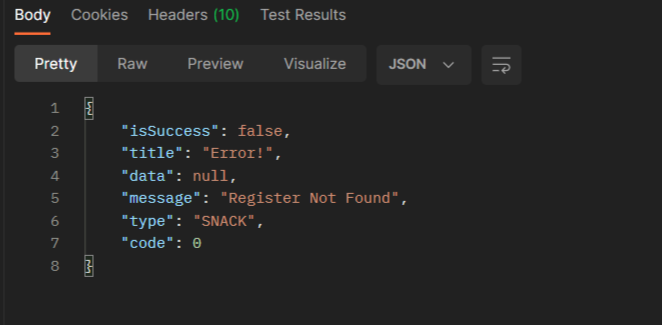 Body Cookies Headers (10) Test Results
Pretty Raw Preview Visualize JSON
1 {
2 "isSuccess": false,
3 "title": "Error!",
4 "data": null,
5 "message": "Register Not Found",
6 "type": "SNACK",
7 "code": 0
8 }